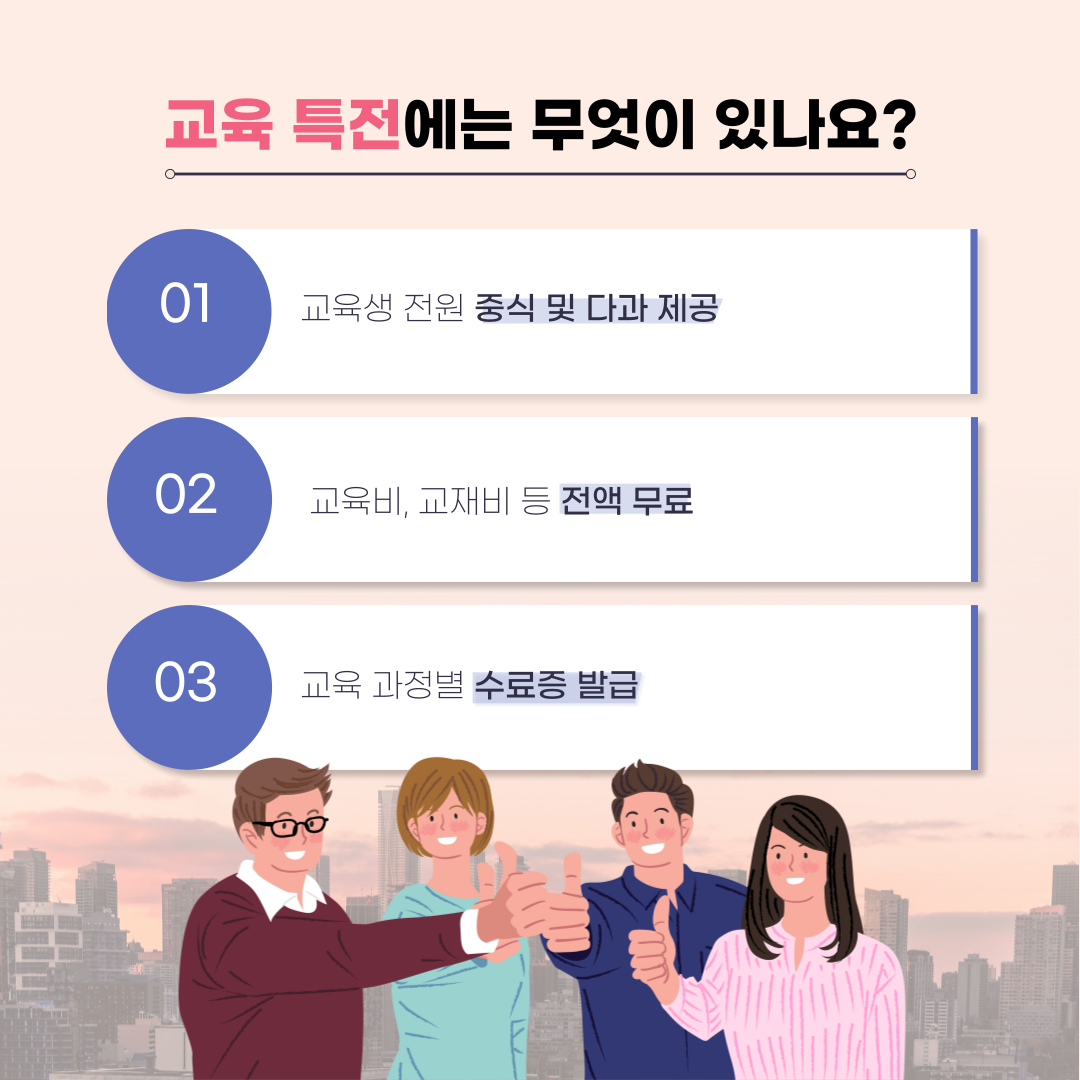 교육 특전에는 무엇이 있나요?
01
교육생 전원 중식 및 다과 제공
02
교육비, 교재비 등 전액 무료
03
교육 과정별 수료증 발급